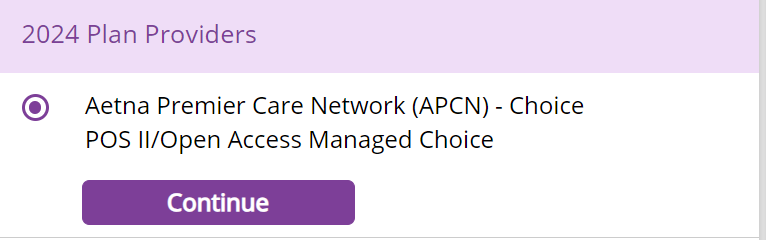 2024 Plan Providers
Aetna Premier Care Network (APCN) - Choice
POS II/Open Access Managed Choice
Continue